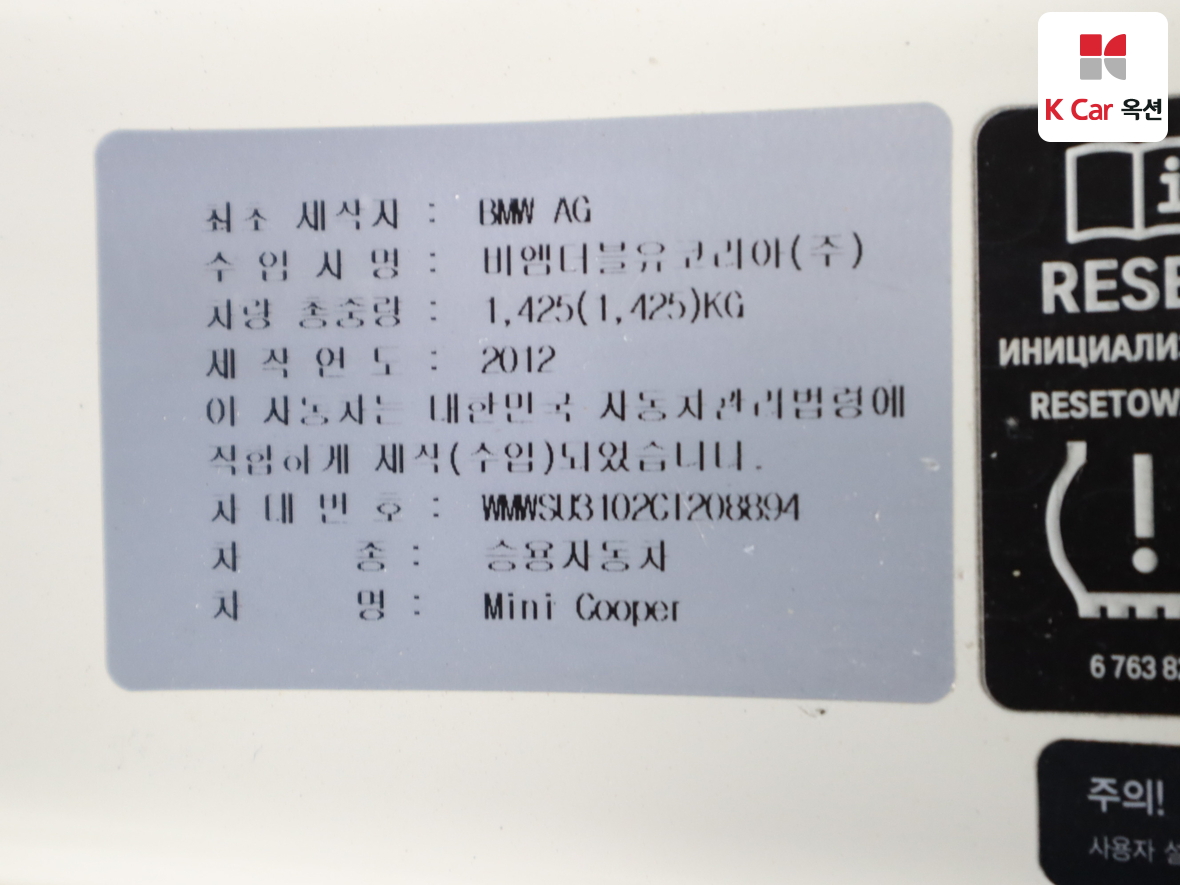 K Car 옥션
최초 제작자 : BMW AG
수 입 사 명 : 비엠더블유코리아(주)
차량 총중량 : 1,425(1,425)KG
제 작 연 도 : 2012
이 자동차는 대한민국 자동차관리법령에
적합하게 제작(수입)되었습니다.
차 대 번 호 : WMWSU3102CT208894
차 종 : 승용자동차
차 명 : Mini Cooper
i
RESE
ИНИЦИАЛИ
RESETOW
!
6 763 8
주의!
사용자